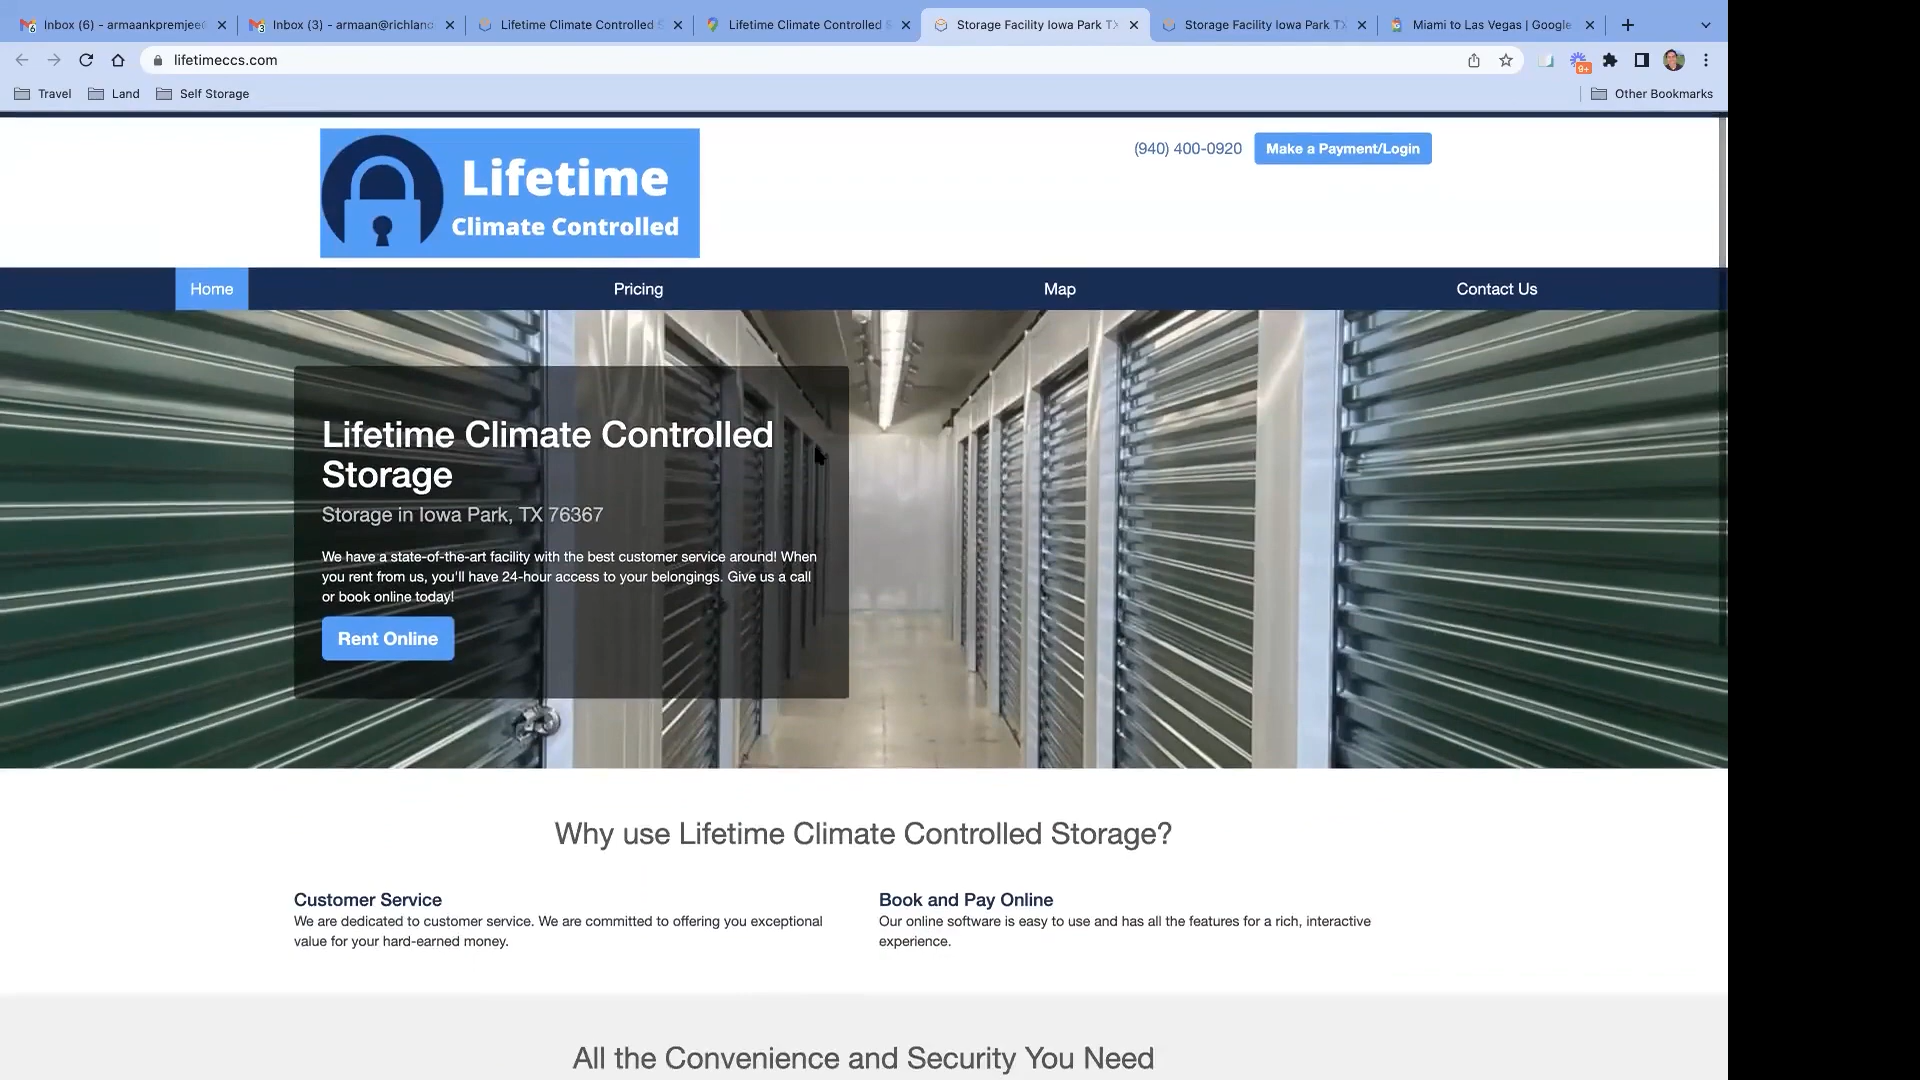 Inbox (6) - armaankpremjee
Inbox (3) - armaan@richlan
Lifetime Climate Controlled S
Lifetime Climate Controlled S
Storage Facility Iowa Park TX
Storage Facility Iowa Park TX
Miami to Las Vegas | Google
lifetimeccs.com
9+
Travel
Land
Self Storage
Other Bookmarks
Lifetime
Climate Controlled
(940) 400-0920
Make a Payment/Login
Home
Pricing
Map
Contact Us
Lifetime Climate Controlled
Storage
Storage in Iowa Park, TX 76367
We have a state-of-the-art facility with the best customer service around! When
you rent from us, you'll have 24-hour access to your belongings. Give us a call
or book online today!
Rent Online
Why use Lifetime Climate Controlled Storage?
Customer Service
We are dedicated to customer service. We are committed to offering you exceptional
value for your hard-earned money.
Book and Pay Online
Our online software is easy to use and has all the features for a rich, interactive
experience.
All the Convenience and Security You Need